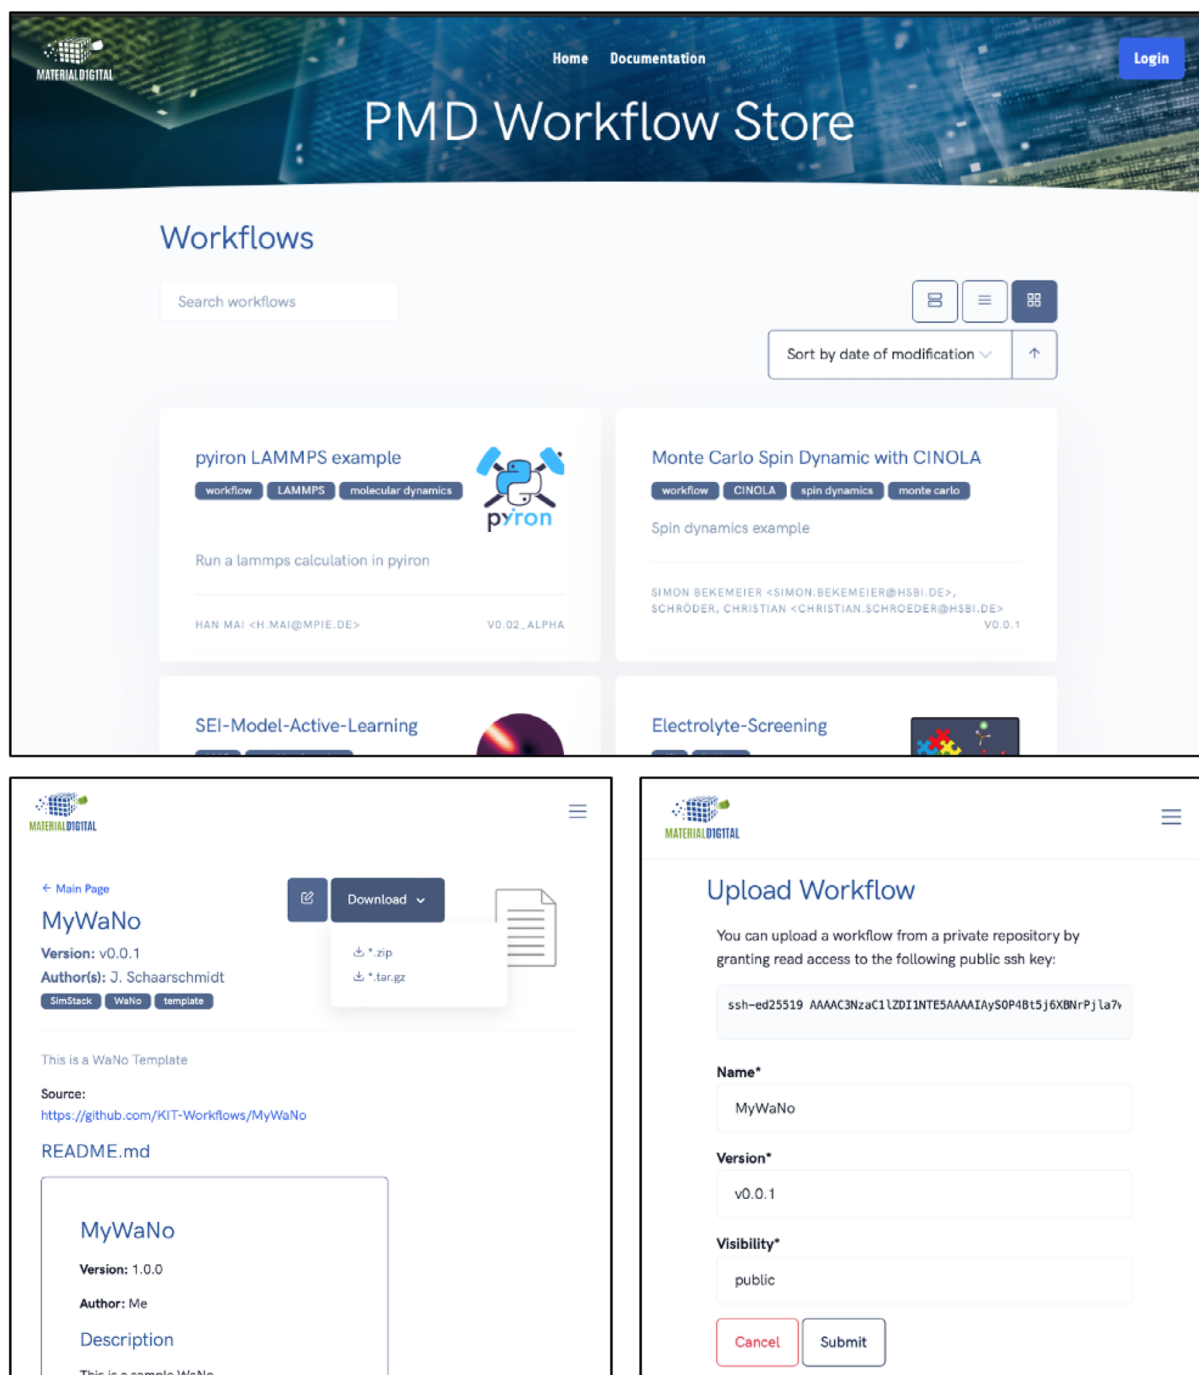 MATERIALD1G1TAL
Home Documentation
Login
PMD Workflow Store
Workflows
Search workflows
Sort by date of modification
pyiron LAMMPS example
workflow LAMMPS molecular dynamics
pyiron
Run a lammps calculation in pyiron
HAN MAI <H.MAI@MPIE.DE> V0.02_ALPHA
Monte Carlo Spin Dynamic with CINOLA
workflow CINOLA spin dynamics monte carlo
Spin dynamics example
SIMON BEKEMEIER <SIMON.BEKEMEIER@HSBI.DE>,
SCHRÖDER, CHRISTIAN <CHRISTIAN.SCHROEDER@HSBI.DE>
V0.0.1
SEI-Model-Active-Learning
Electrolyte-Screening
MATERIALD1G1TAL
← Main Page
MyWaNo
Download
*.zip
*.tar.gz
Version: v0.0.1
Author(s): J. Schaarschmidt
SimStack WaNo template
This is a WaNo Template
Source:
https://github.com/KIT-Workflows/MyWaNo
README.md
MyWaNo
Version: 1.0.0
Author: Me
Description
This is a sample WaNo
MATERIALD1G1TAL
Upload Workflow
You can upload a workflow from a private repository by
granting read access to the following public ssh key:
ssh-ed25519
Name*
MyWaNo
Version*
v0.0.1
Visibility*
public
Cancel Submit